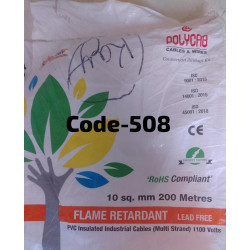 POLYCAB
CABLES & WIRES
ISO
9001 : 2015
ISO
14001 : 2015
ISO
Code-508
CE
'RoHS Compliant'
10 sq. mm 200 Metres
FLAME RETARDANT LEAD FREE
PVC Insulated Industrial Cables (Multi Strand) 1100 Volts